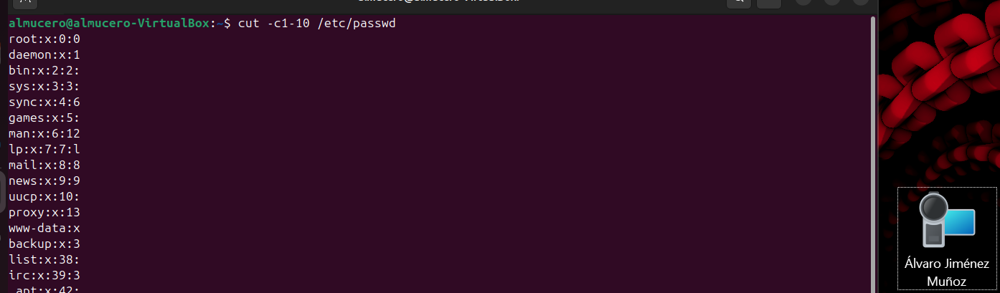 almucero@almucero-VirtualBox:~$ cut -c1-10 /etc/passwd
root:x:0:0
daemon:x:1
bin:x:2:2:
sys:x:3:3:
sync:x:4:6
games:x:5:
man:x:6:12
lp:x:7:7:l
mail:x:8:8
news:x:9:9
uucp:x:10:
proxy:x:13
www-data:x
backup:x:3
list:x:38:
irc:x:39:3
_apt:x:42:
Álvaro Jiménez
Muñoz